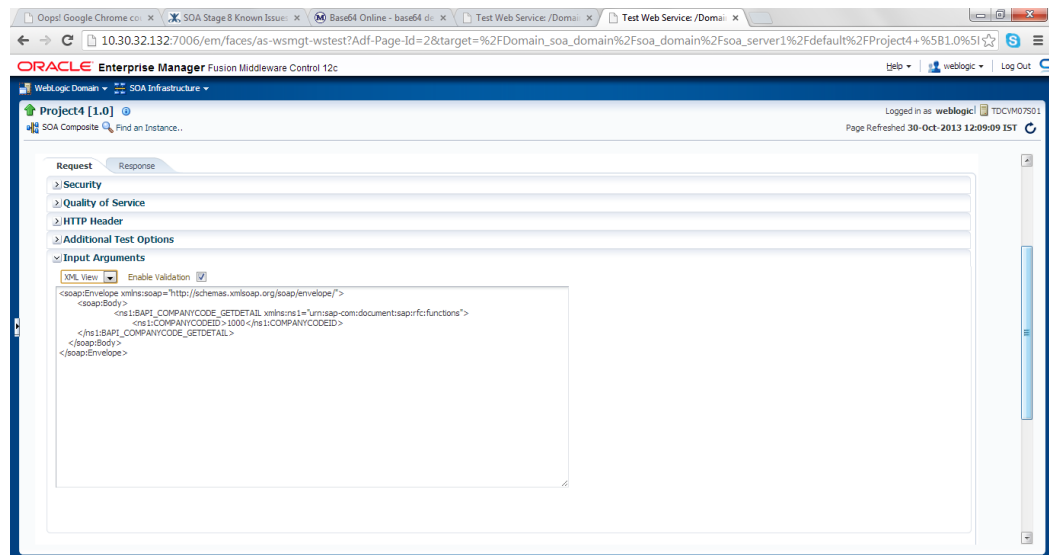 Oops! Google Chrome co
SOA Stage 8 Known Issues
Base64 Online - base64 de
Test Web Service: /Domai
Test Web Service: /Domai
10.30.32.132:7006/em/faces/as-wsmgt-wstest?Adf-Page-Id=2&target=%2FDomain_soa_domain%2Fsoa_domain%2Fsoa_server1%2Fdefault%2FProject4+%5B1.0%5
ORACLE Enterprise Manager Fusion Middleware Control 12c
Help weblogic Log Out
WebLogic Domain SOA Infrastructure
Project4 [1.0]
Logged in as weblogic TDCVM07S01
SOA Composite Find an Instance..
Page Refreshed 30-Oct-2013 12:09:09 IST
Request Response
Security
Quality of Service
HTTP Header
Additional Test Options
Input Arguments
XML View Enable Validation
<soap:Envelope xmlns:soap="http://schemas.xmlsoap.org/soap/envelope/">
<soap:Body>
<ns1:BAPI_COMPANYCODE_GETDETAIL xmlns:ns1="urn:sap-com:document:sap:rfc:functions">
<ns1:COMPANYCODEID>1000</ns1:COMPANYCODEID>
</ns1:BAPI_COMPANYCODE_GETDETAIL>
</soap:Body>
</soap:Envelope>